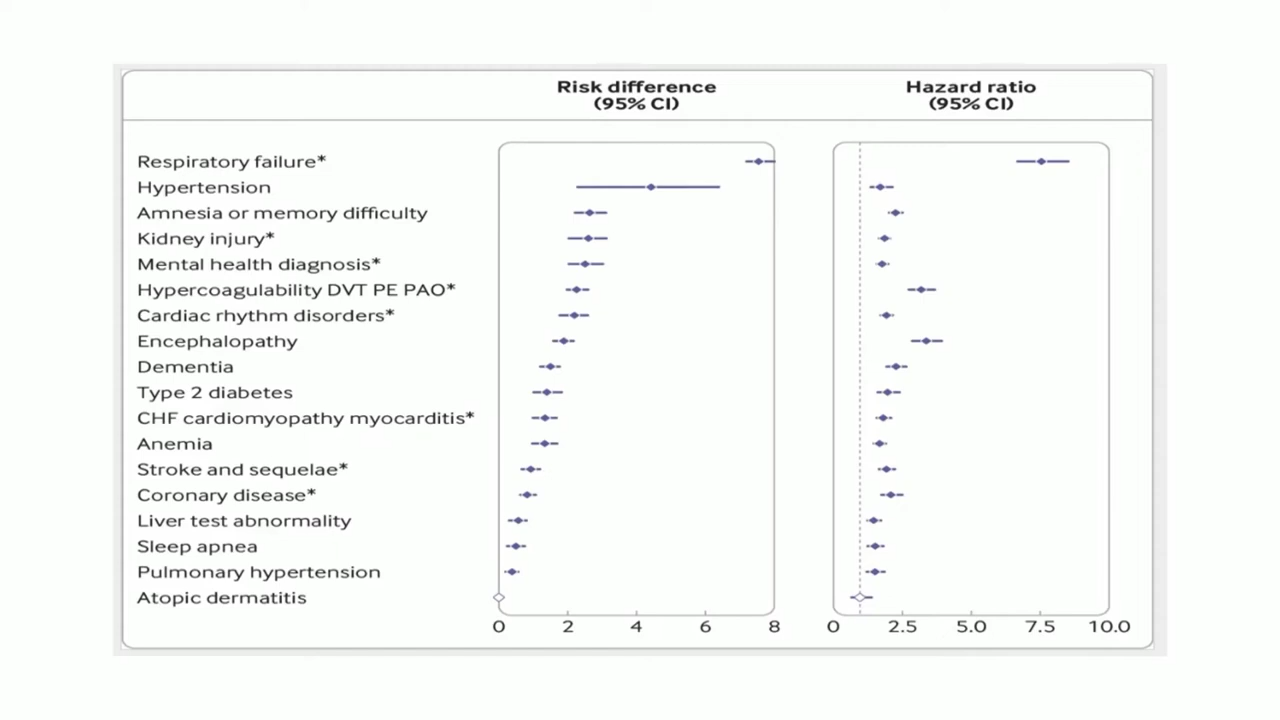 Risk difference
(95% CI)
Hazard ratio
(95% CI)
Respiratory failure*
Hypertension
Amnesia or memory difficulty
Kidney injury*
Mental health diagnosis*
Hypercoagulability DVT PE PAO*
Cardiac rhythm disorders*
Encephalopathy
Dementia
Type 2 diabetes
CHF cardiomyopathy myocarditis*
Anemia
Stroke and sequelae*
Coronary disease*
Liver test abnormality
Sleep apnea
Pulmonary hypertension
Atopic dermatitis
0 2 4 6 8
0 2.5 5.0 7.5 10.0